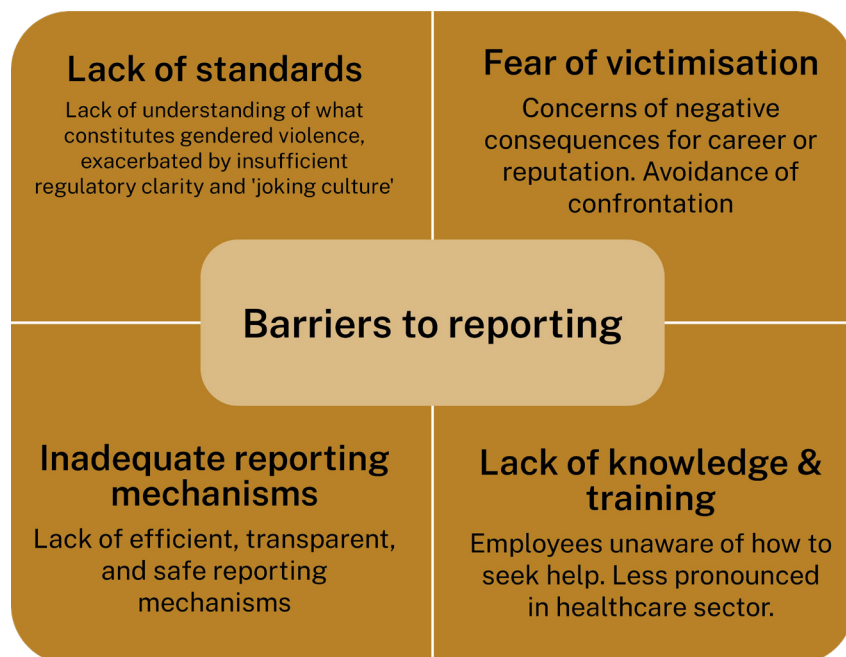 Lack of standards
Lack of understanding of what
constitutes gendered violence,
exacerbated by insufficient
regulatory clarity and 'joking culture'
Fear of victimisation
Concerns of negative
consequences for career or
reputation. Avoidance of
confrontation
Barriers to reporting
Inadequate reporting
mechanisms
Lack of efficient, transparent,
and safe reporting
mechanisms
Lack of knowledge &
training
Employees unaware of how to
seek help. Less pronounced
in healthcare sector.